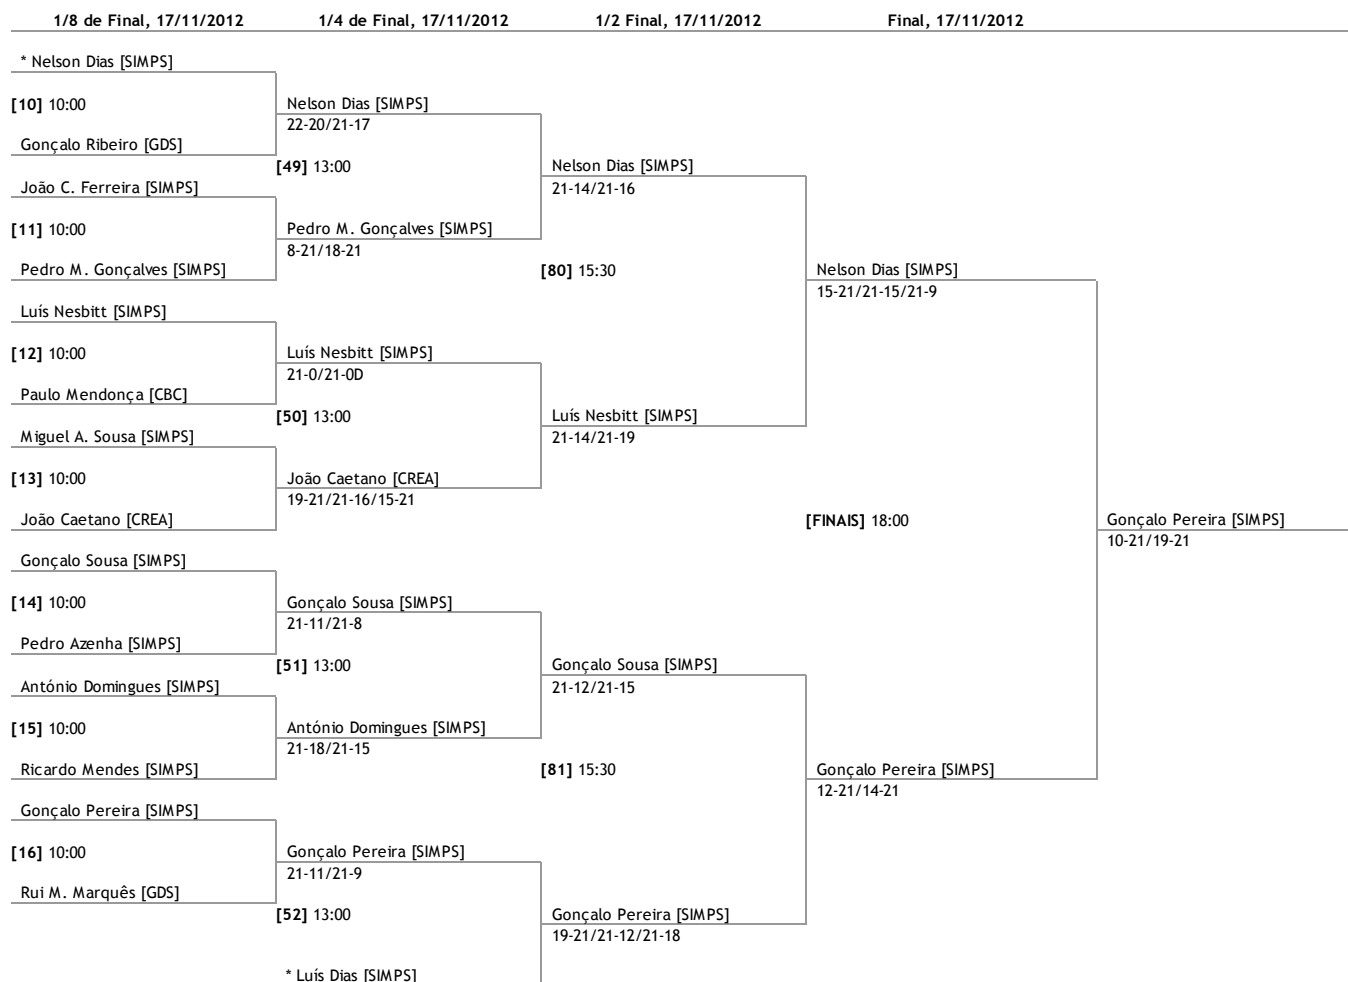 1/8 de Final, 17/11/2012 1/4 de Final, 17/11/2012 1/2 Final, 17/11/2012 Final, 17/11/2012
* Nelson Dias [SIMPS]
[10] 10:00
Nelson Dias [SIMPS]
22-20/21-17
Gonçalo Ribeiro [GDS]
[49] 13:00
Nelson Dias [SIMPS]
21-14/21-16
João C. Ferreira [SIMPS]
[11] 10:00
Pedro M. Gonçalves [SIMPS]
8-21/18-21
Pedro M. Gonçalves [SIMPS]
[80] 15:30
Nelson Dias [SIMPS]
15-21/21-15/21-9
Luís Nesbitt [SIMPS]
[12] 10:00
Luís Nesbitt [SIMPS]
21-0/21-0D
Paulo Mendonça [CBC]
[50] 13:00
Luís Nesbitt [SIMPS]
21-14/21-19
Miguel A. Sousa [SIMPS]
[13] 10:00
João Caetano [CREA]
19-21/21-16/15-21
João Caetano [CREA]
[FINAIS] 18:00
Gonçalo Pereira [SIMPS]
10-21/19-21
Gonçalo Sousa [SIMPS]
[14] 10:00
Gonçalo Sousa [SIMPS]
21-11/21-8
Pedro Azenha [SIMPS]
[51] 13:00
Gonçalo Sousa [SIMPS]
21-12/21-15
António Domingues [SIMPS]
[15] 10:00
António Domingues [SIMPS]
21-18/21-15
Ricardo Mendes [SIMPS]
[81] 15:30
Gonçalo Pereira [SIMPS]
12-21/14-21
Gonçalo Pereira [SIMPS]
[16] 10:00
Gonçalo Pereira [SIMPS]
21-11/21-9
Rui M. Marquês [GDS]
[52] 13:00
Gonçalo Pereira [SIMPS]
19-21/21-12/21-18
* Luís Dias [SIMPS]